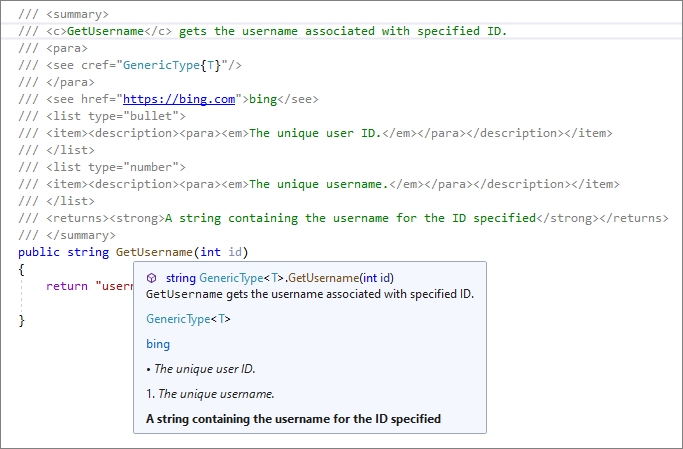 /// <summary>
/// <c>GetUsername</c> gets the username associated with specified ID.
/// <para>
/// <see cref="GenericType{T}"/>
/// </para>
/// <see href="https://bing.com">bing</see>
/// <list type="bullet">
/// <item><description><para><em>The unique user ID.</em></para></description></item>
/// </list>
/// <list type="number">
/// <item><description><para><em>The unique username.</em></para></description></item>
/// </list>
/// <returns><strong>A string containing the username for the ID specified</strong></returns>
/// </summary>
public string GetUsername(int id)
{
return "usern
}
string GenericType<T>.GetUsername(int id)
GetUsername gets the username associated with specified ID.
GenericType<T>
bing
• The unique user ID.
1. The unique username.
A string containing the username for the ID specified